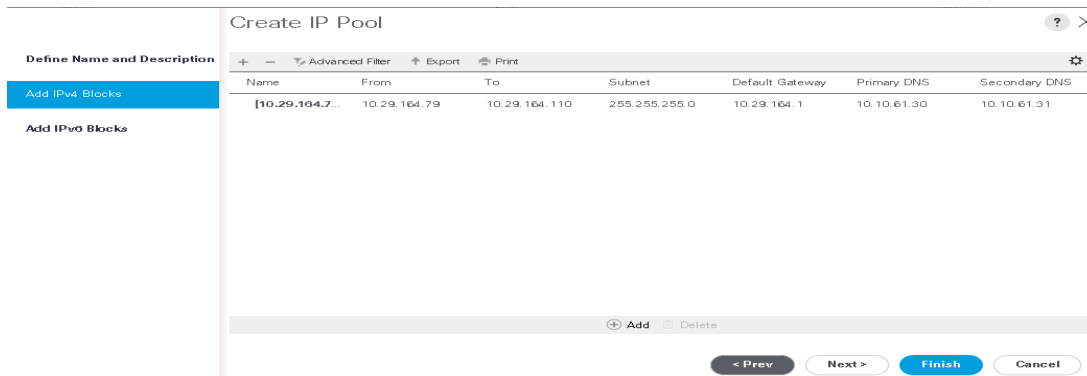 Create IP Pool
?
Define Name and Description
Add IPv4 Blocks
Add IPv6 Blocks
+ − Advanced Filter Export Print
Name From To Subnet Default Gateway Primary DNS Secondary DNS
[10.29.164.7... 10.29.164.79 10.29.164.110 255.255.255.0 10.29.164.1 10.10.61.30 10.10.61.31
Add Delete
< Prev Next > Finish Cancel